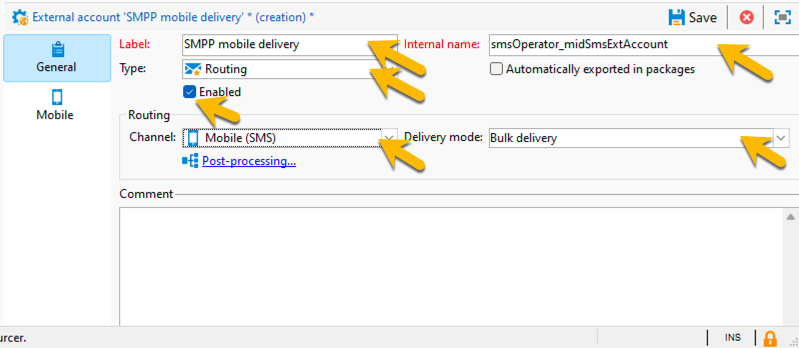 External account 'SMPP mobile delivery' * (creation) *
Save
General
Mobile
Label: SMPP mobile delivery Internal name: smsOperator_midSmsExtAccount
Type: Routing Automatically exported in packages
Enabled
Routing
Channel: Mobile (SMS) Delivery mode: Bulk delivery
Post-processing...
Comment
urcer.
INS